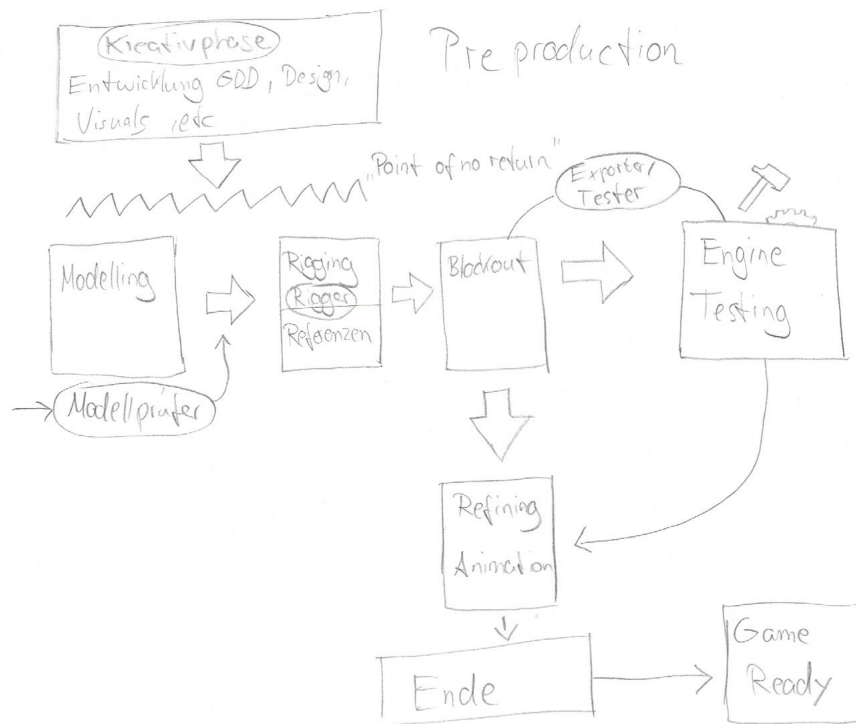 Kreativphase
Entwicklung GDD, Design,
Visuals, etc
Pre production
"Point of no return"
Exporter/
Tester
Modelling
Rigging
Rigger
Referenzen
Blockout
Engine
Testing
Modellprüfer
Refining
Animation
Ende
Game
Ready